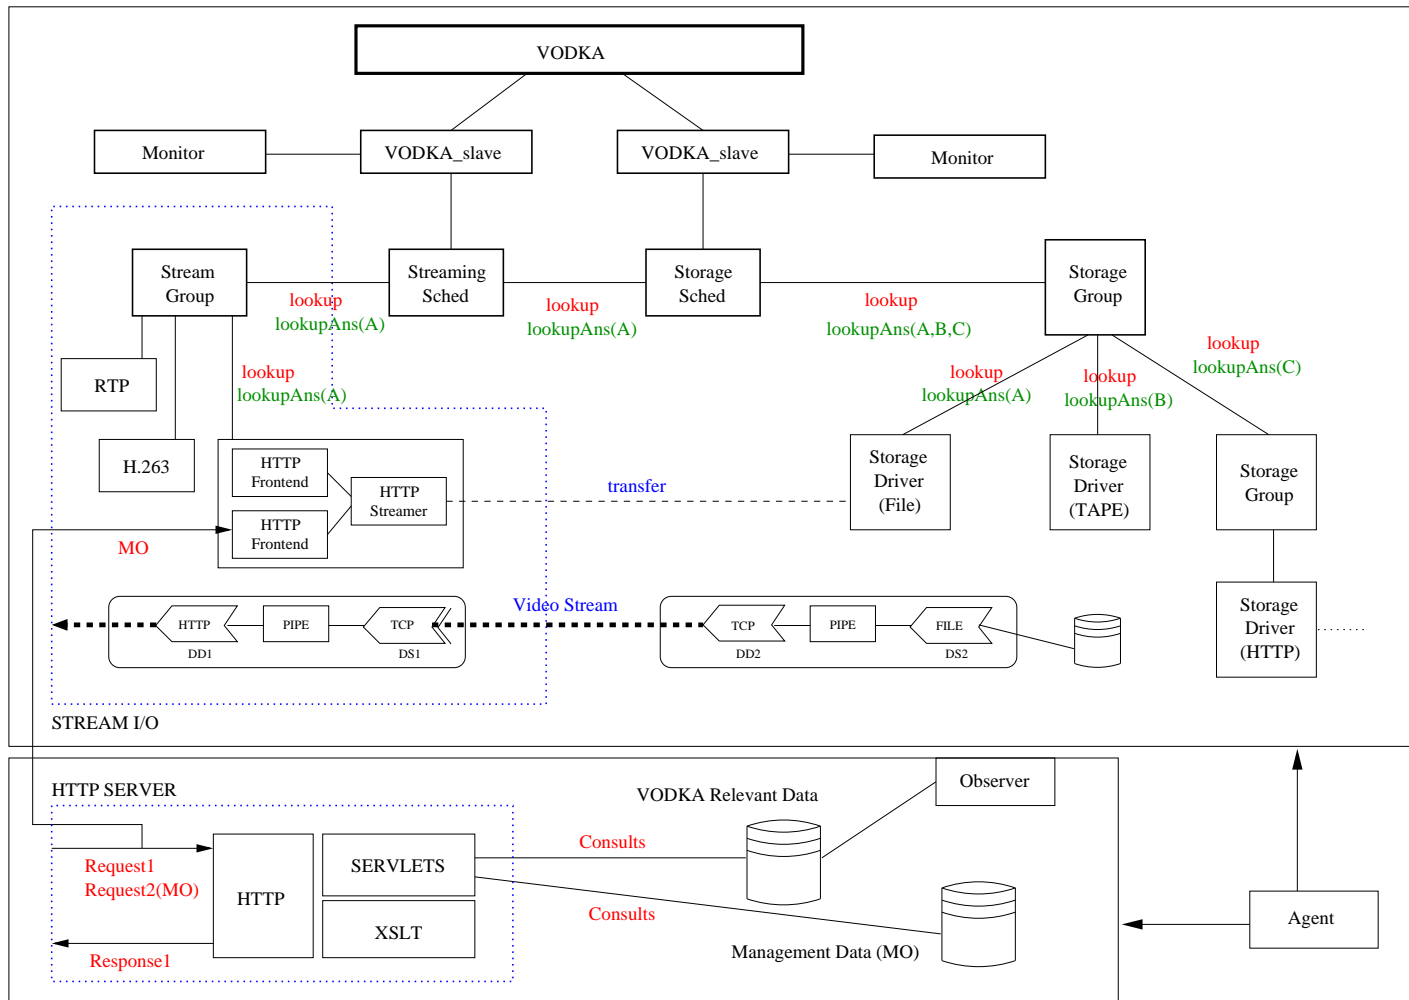 VODKA
Monitor
VODKA_slave
VODKA_slave
Monitor
Stream
Group
Streaming
Sched
Storage
Sched
Storage
Group
lookup
lookupAns(A)
lookup
lookupAns(A)
lookup
lookupAns(A,B,C)
RTP
lookup
lookupAns(A)
lookup
lookupAns(A)
lookup
lookupAns(B)
lookup
lookupAns(C)
H.263
HTTP
Frontend
HTTP
Streamer
HTTP
Frontend
transfer
Storage
Driver
(File)
Storage
Driver
(TAPE)
Storage
Group
MO
Video Stream
HTTP
PIPE
TCP
DD1
DS1
TCP
PIPE
FILE
DD2
DS2
Storage
Driver
(HTTP)
STREAM I/O
HTTP SERVER
VODKA Relevant Data
Observer
Request1
Request2(MO)
HTTP
SERVLETS
XSLT
Consults
Consults
Response1
Management Data (MO)
Agent